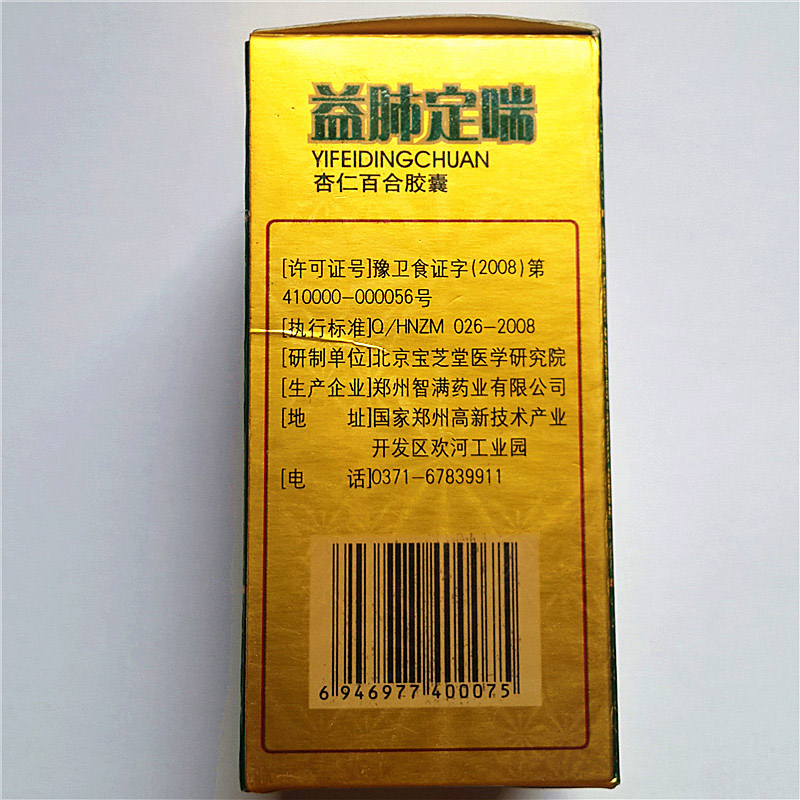 益肺定喘
YIFEIDINGCHUAN
杏仁百合胶囊
[许可证号]豫卫食证字(2008)第
410000-000056号
[执行标准]Q/HNZM 026-2008
[研制单位]北京宝芝堂医学研究院
[生产企业]郑州智满药业有限公司
[地 址]国家郑州高新技术产业
开发区欢河工业园
[电 话]0371-67839911
6 946977 400075